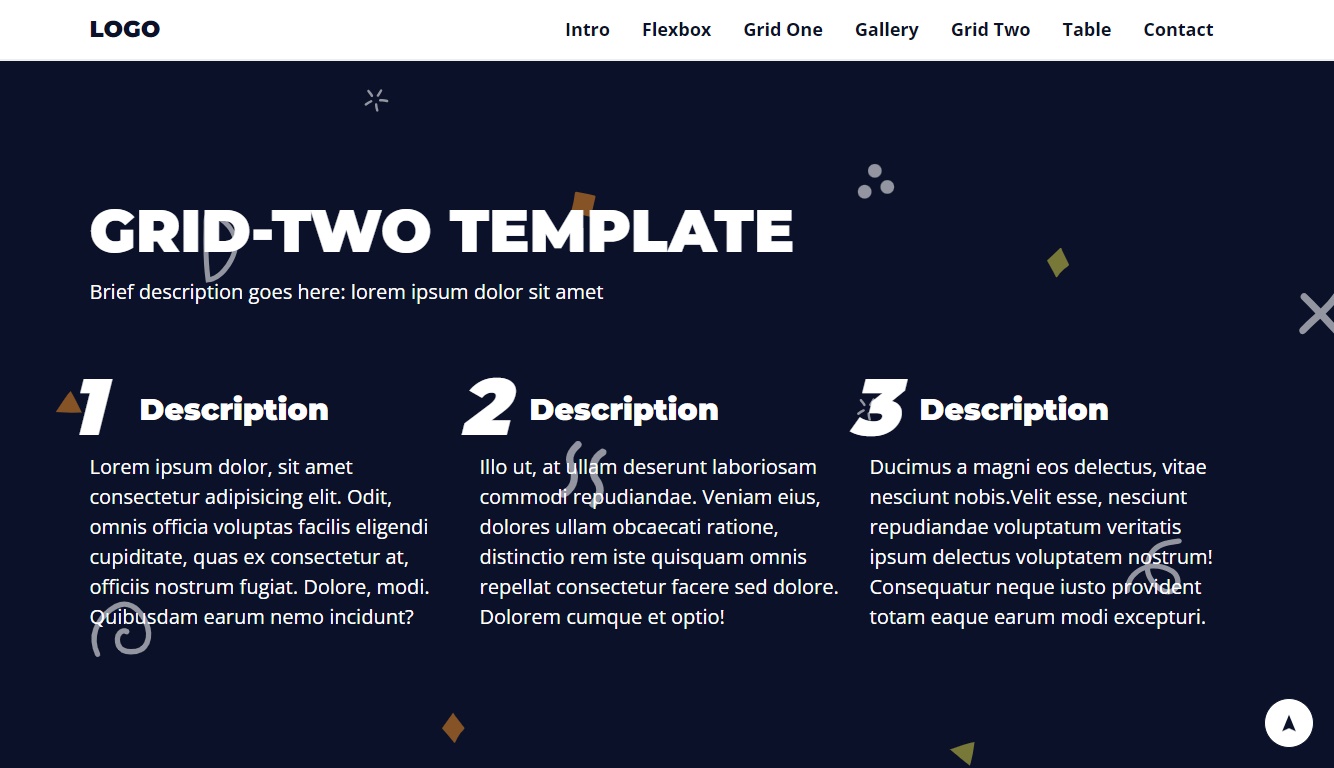 LOGO
Intro Flexbox Grid One Gallery Grid Two Table Contact
GRID-TWO TEMPLATE
Brief description goes here: lorem ipsum dolor sit amet
1 Description
Lorem ipsum dolor, sit amet
consectetur adipisicing elit. Odit,
omnis officia voluptas facilis eligendi
cupiditate, quas ex consectetur at,
officiis nostrum fugiat. Dolore, modi.
Quibusdam earum nemo incidunt?
2 Description
Illo ut, at ullam deserunt laboriosam
commodi repudiandae. Veniam eius,
dolores ullam obcaecati ratione,
distinctio rem iste quisquam omnis
repellat consectetur facere sed dolore.
Dolorem cumque et optio!
3 Description
Ducimus a magni eos delectus, vitae
nesciunt nobis.Velit esse, nesciunt
repudiandae voluptatum veritatis
ipsum delectus voluptatem nostrum!
Consequatur neque iusto provident
totam eaque earum modi excepturi.